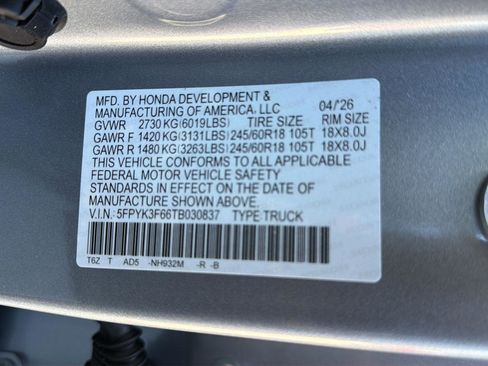 MFD. BY HONDA DEVELOPMENT &
MANUFACTURING OF AMERICA, LLC 04/26
GVWR 2730 KG(6019LBS) TIRE SIZE RIM SIZE
GAWR F 1420 KG(3131LBS) 245/60R18 105T 18X8.0J
GAWR R 1480 KG(3263LBS) 245/60R18 105T 18X8.0J
THIS VEHICLE CONFORMS TO ALL APPLICABLE
FEDERAL MOTOR VEHICLE SAFETY
STANDARDS IN EFFECT ON THE DATE OF
MANUFACTURE SHOWN ABOVE.
V.I.N.: 5FPYK3F66TB030837 TYPE:TRUCK
T6Z T AD5 -NH932M -R -B